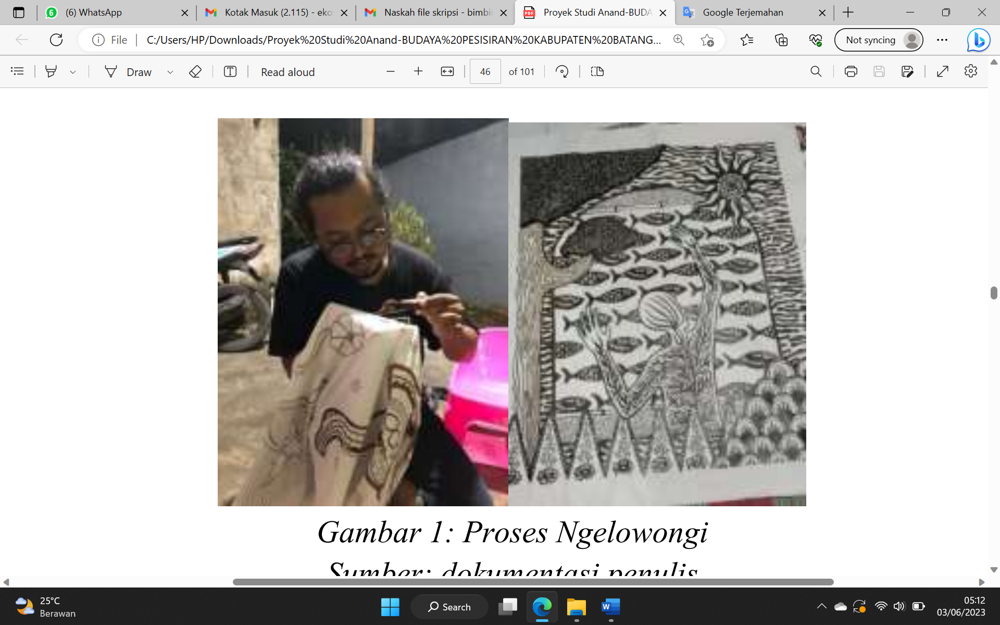 6
(6) WhatsApp
Kotak Masuk (2.115) - eko
Naskah file skripsi - bimbi
PDF
Proyek Studi Anand-BUDA
Google Terjemahan
File
C:/Users/HP/Downloads/Proyek%20Studi%20Anand-BUDAYA%20PESISIRAN%20KABUPATEN%20BATANG...
Not syncing
Draw
Read aloud
46 of 101
Gambar 1: Proses Ngelowongi
Sumber: dokumentasi penulis
25°C
Berawan
Search
05:12
03/06/2023